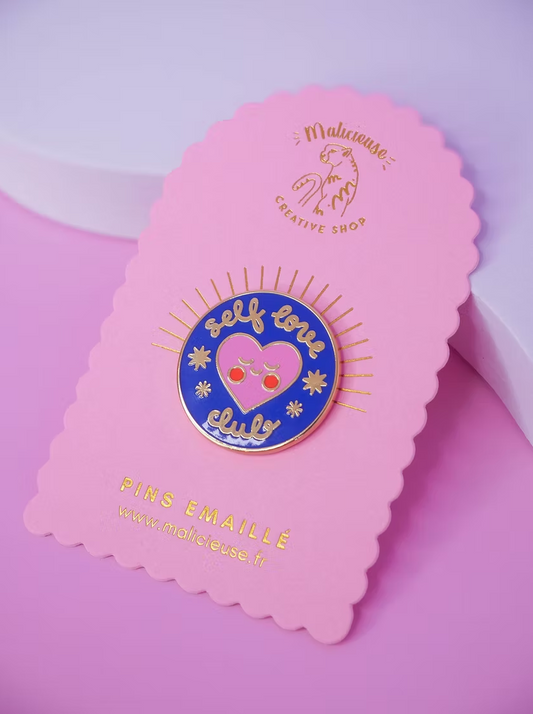 Malicieuse
CREATIVE SHOP
self love
club
PINS EMAILLÉ
www.malicieuse.fr